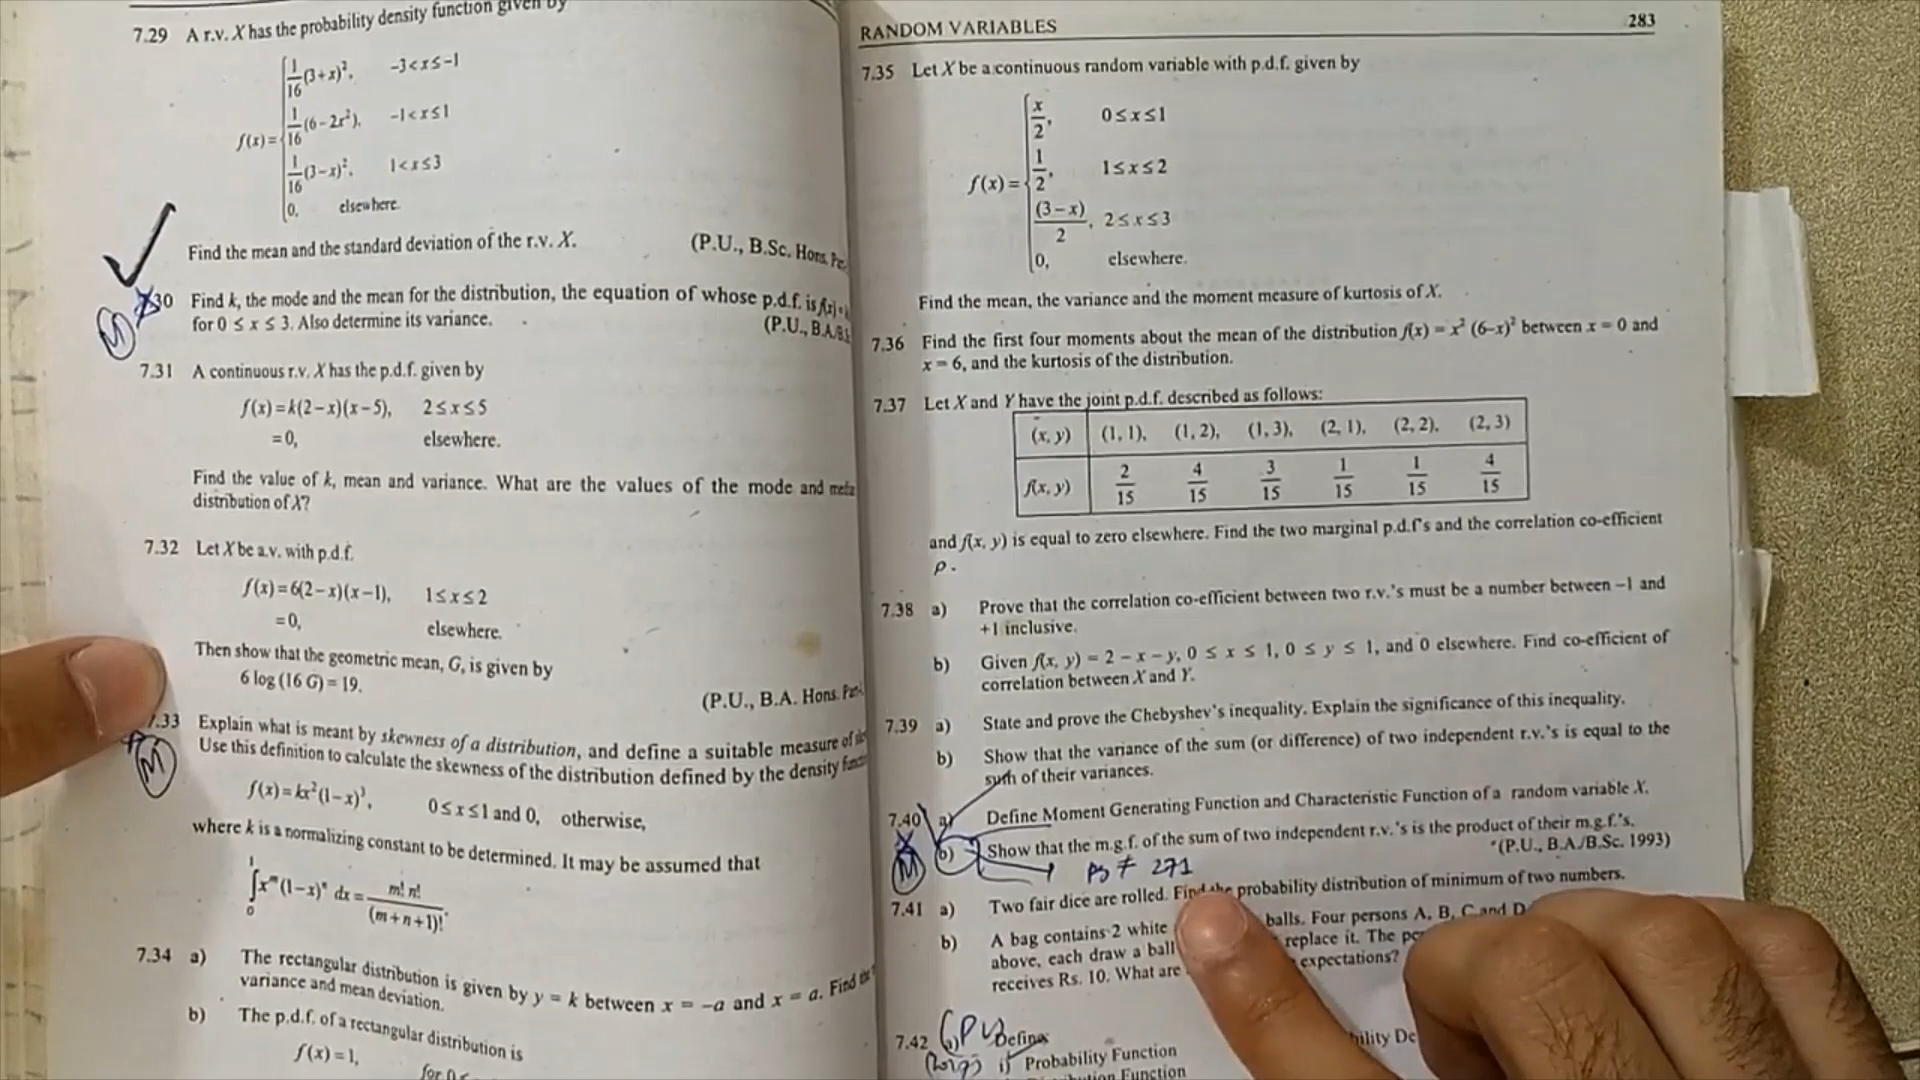 7.29 A r.v. X has the probability density function given by
f(x) = { 1/16 (3+x)², -3<x≤-1
1/16 (6-2x²), -1<x≤1
1/16 (3-x)², 1<x≤3
0, elsewhere.
Find the mean and the standard deviation of the r.v. X. (P.U., B.Sc. Hons.
M 30 Find k, the mode and the mean for the distribution, the equation of whose p.d.f. is
for 0 ≤ x ≤ 3. Also determine its variance. (P.U., B.A/B.S
7.31 A continuous r.v. X has the p.d.f. given by
f(x)=k(2-x)(x-5), 2≤x≤5
=0, elsewhere.
Find the value of k, mean and variance. What are the values of the mode and
distribution of X?
7.32 Let X be a.v. with p.d.f.
f(x)=6(2-x)(x-1), 1≤x≤2
=0, elsewhere.
Then show that the geometric mean, G, is given by
6 log (16 G) = 19. (P.U., B.A. Hons.
7.33 Explain what is meant by skewness of a distribution, and define a suitable measure of
M Use this definition to calculate the skewness of the distribution defined by the density
f(x)=kx²(1-x)³, 0≤x≤1 and 0, otherwise,
where k is a normalizing constant to be determined. It may be assumed that
∫₀¹ xᵐ(1-x)ⁿ dx = m! n! / (m+n+1)!.
7.34 a) The rectangular distribution is given by y = k between x = -a and x = a. Find the
variance and mean deviation.
b) The p.d.f. of a rectangular distribution is
f(x)=1, for 0≤
RANDOM VARIABLES 283
7.35 Let X be a continuous random variable with p.d.f. given by
f(x) = { x/2, 0≤x≤1
1/2, 1≤x≤2
(3-x)/2, 2≤x≤3
0, elsewhere.
Find the mean, the variance and the moment measure of kurtosis of X.
7.36 Find the first four moments about the mean of the distribution f(x) = x² (6-x)² between x = 0 and
x = 6, and the kurtosis of the distribution.
7.37 Let X and Y have the joint p.d.f. described as follows:
(x, y) (1, 1), (1, 2), (1, 3), (2, 1), (2, 2), (2, 3)
f(x, y) 2/15 4/15 3/15 1/15 1/15 4/15
and f(x, y) is equal to zero elsewhere. Find the two marginal p.d.f's and the correlation co-efficient
ρ.
7.38 a) Prove that the correlation co-efficient between two r.v.'s must be a number between -1 and
+1 inclusive.
b) Given f(x, y) = 2 - x - y, 0 ≤ x ≤ 1, 0 ≤ y ≤ 1, and 0 elsewhere. Find co-efficient of
correlation between X and Y.
7.39 a) State and prove the Chebyshev's inequality. Explain the significance of this inequality.
b) Show that the variance of the sum (or difference) of two independent r.v.'s is equal to the
sum of their variances.
7.40 a) Define Moment Generating Function and Characteristic Function of a random variable X.
M b) Show that the m.g.f. of the sum of two independent r.v.'s is the product of their m.g.f.'s.
(P.U., B.A./B.Sc. 1993)
Pg # 271
7.41 a) Two fair dice are rolled. Find the probability distribution of minimum of two numbers.
b) A bag contains 2 white balls. Four persons A, B, C and D
above, each draw a ball replace it. The
receives Rs. 10. What are expectations?
7.42 a) (PU) Define
i) Probability Function